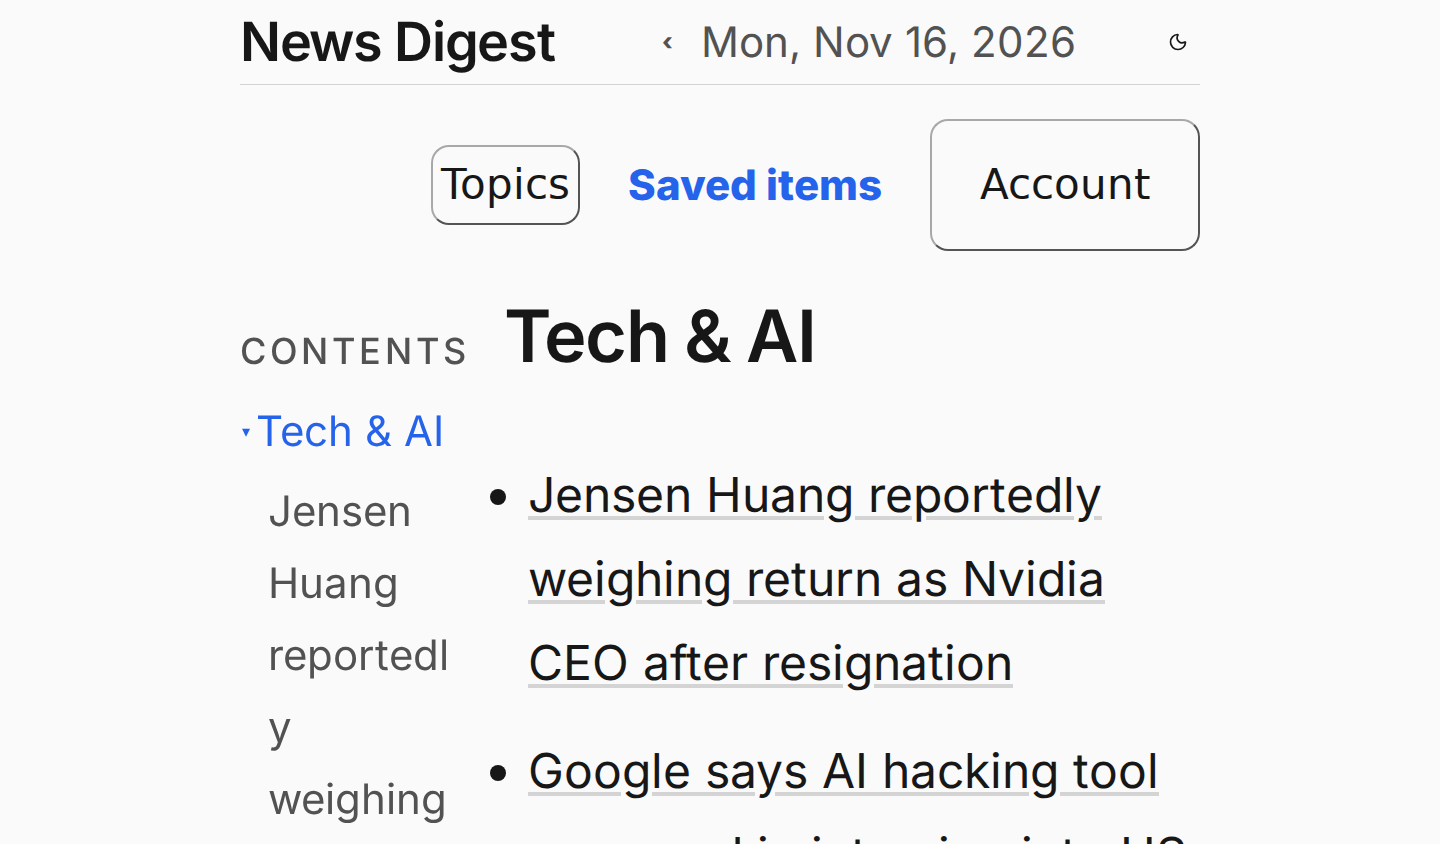 News Digest
‹ Mon, Nov 16, 2026
Topics
Saved items
Account
CONTENTS
▾ Tech & AI
Jensen
Huang
reportedl
y
weighing
Tech & AI
• Jensen Huang reportedly
weighing return as Nvidia
CEO after resignation
• Google says AI hacking tool